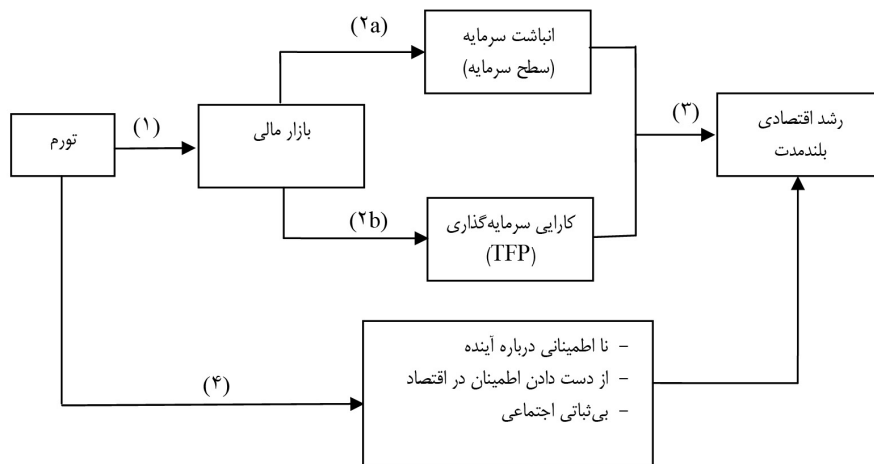 تورم
(۱)
بازار مالی
(۲a)
انباشت سرمایه
(سطح سرمایه)
(۲b)
کارایی سرمایه‌گذاری
(TFP)
(۳)
رشد اقتصادی
بلندمدت
(۴)
- نا اطمینانی درباره آینده
- از دست دادن اطمینان در اقتصاد
- بی‌ثباتی اجتماعی